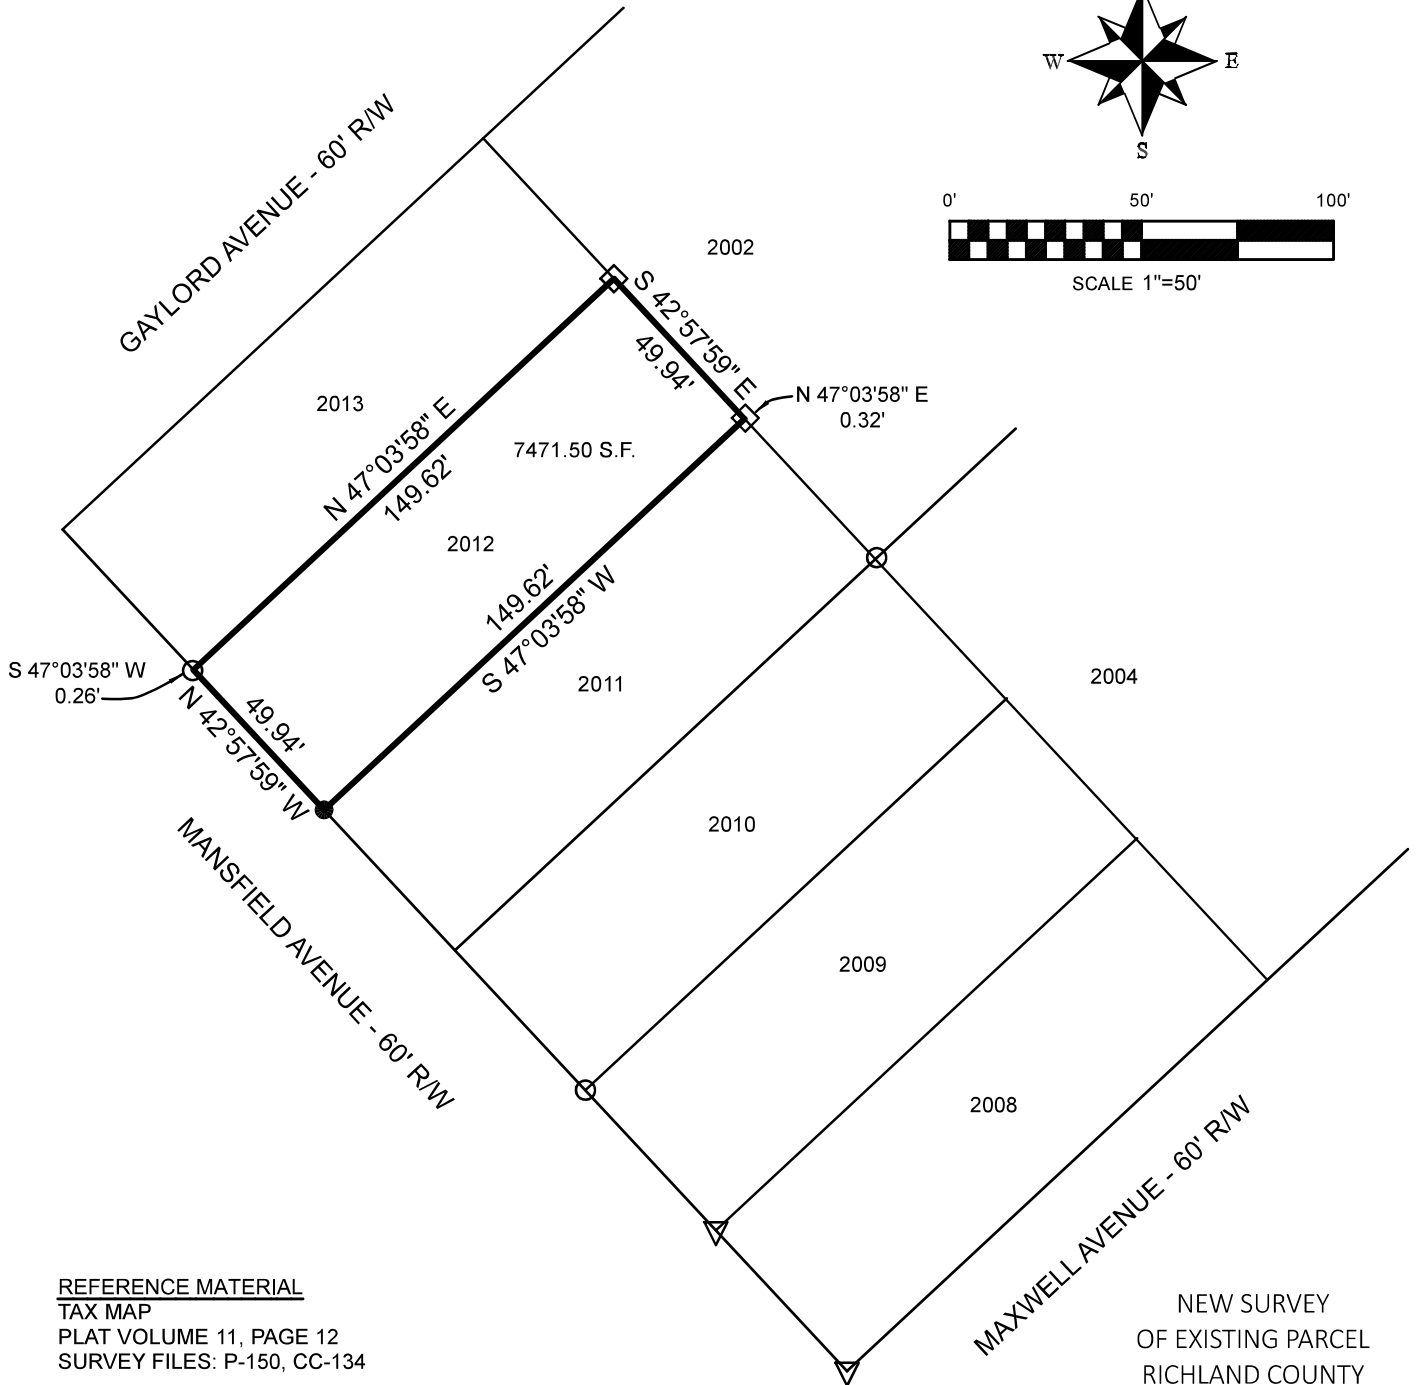 W
E
S
0'
50'
100'
SCALE 1"=50'
GAYLORD AVENUE - 60' R/W
2002
S 42°57'59" E
49.94'
N 47°03'58" E
0.32'
2013
N 47°03'58" E
149.62'
7471.50 S.F.
2012
149.62'
S 47°03'58" W
S 47°03'58" W
0.26'
49.94'
N 42°57'59" W
2011
2004
2010
MANSFIELD AVENUE - 60' R/W
2009
2008
MAXWELL AVENUE - 60' R/W
REFERENCE MATERIAL
TAX MAP
PLAT VOLUME 11, PAGE 12
SURVEY FILES: P-150, CC-134
NEW SURVEY
OF EXISTING PARCEL
RICHLAND COUNTY